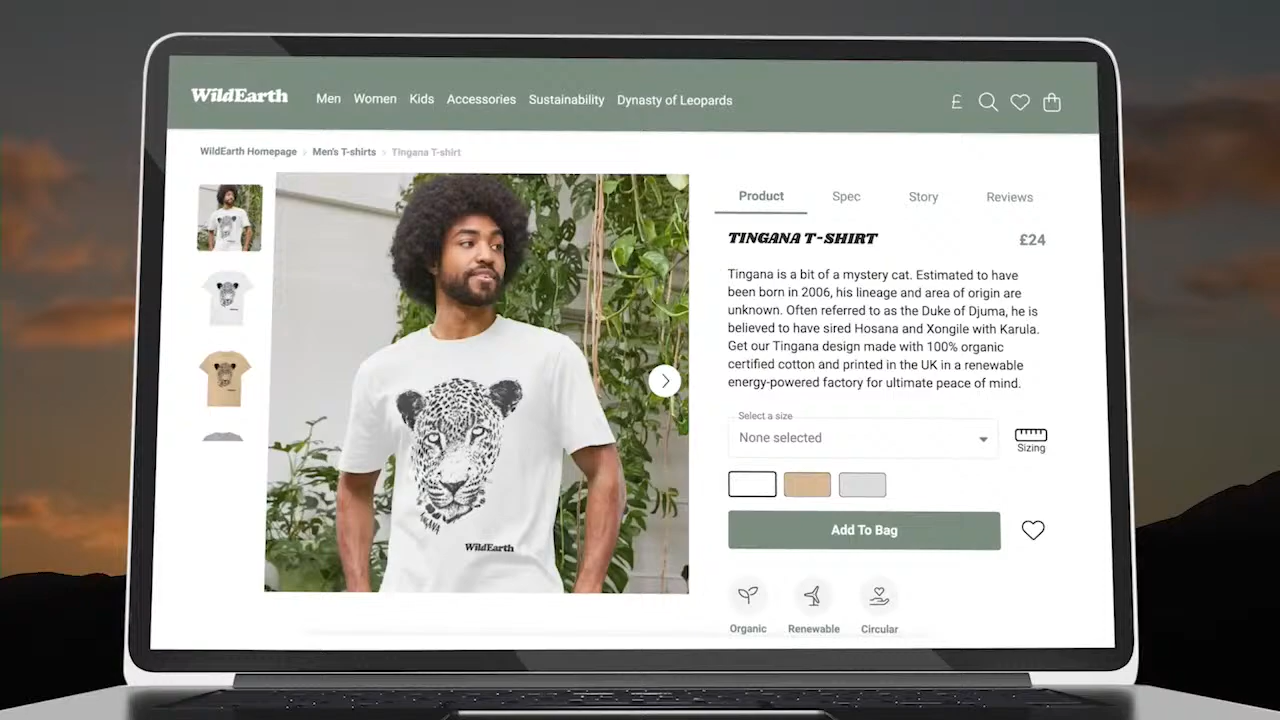 WildEarth
Men Women Kids Accessories Sustainability Dynasty of Leopards
£
WildEarth Homepage > Men's T-shirts > Tingana T-shirt
Product Spec Story Reviews
TINGANA T-SHIRT £24
Tingana is a bit of a mystery cat. Estimated to have
been born in 2006, his lineage and area of origin are
unknown. Often referred to as the Duke of Djuma, he is
believed to have sired Hosana and Xongile with Karula.
Get our Tingana design made with 100% organic
certified cotton and printed in the UK in a renewable
energy-powered factory for ultimate peace of mind.
Select a size
None selected
Sizing
Add To Bag
Organic Renewable Circular
TINGANA
WildEarth